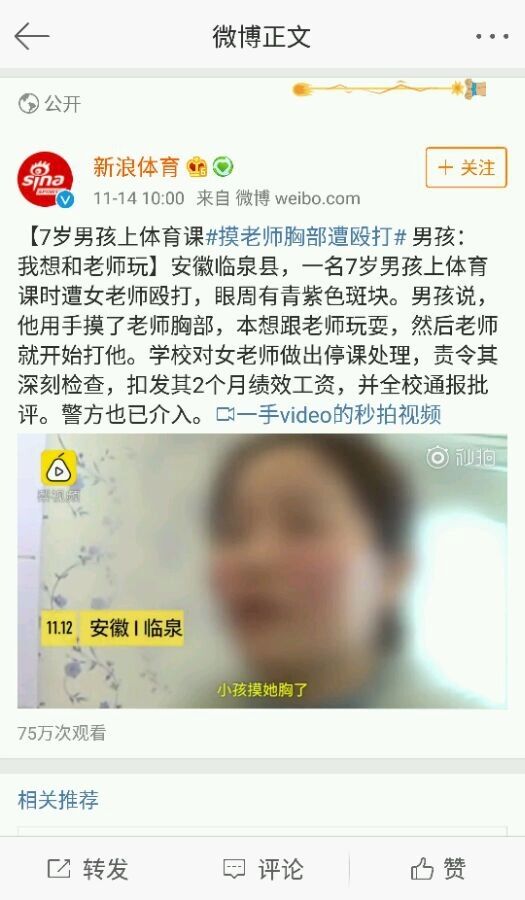 微博正文
公开
sina
SPORTS
新浪体育
+ 关注
11-14 10:00 来自 微博 weibo.com
【7岁男孩上体育课#摸老师胸部遭殴打# 男孩：
我想和老师玩】安徽临泉县，一名7岁男孩上体育
课时遭女老师殴打，眼周有青紫色斑块。男孩说，
他用手摸了老师胸部，本想跟老师玩耍，然后老师
就开始打他。学校对女老师做出停课处理，责令其
深刻检查，扣发其2个月绩效工资，并全校通报批
评。警方也已介入。一手video的秒拍视频
秒拍
梨视频
11.12 安徽 | 临泉
小孩摸她胸了
75万次观看
相关推荐
转发 评论 赞